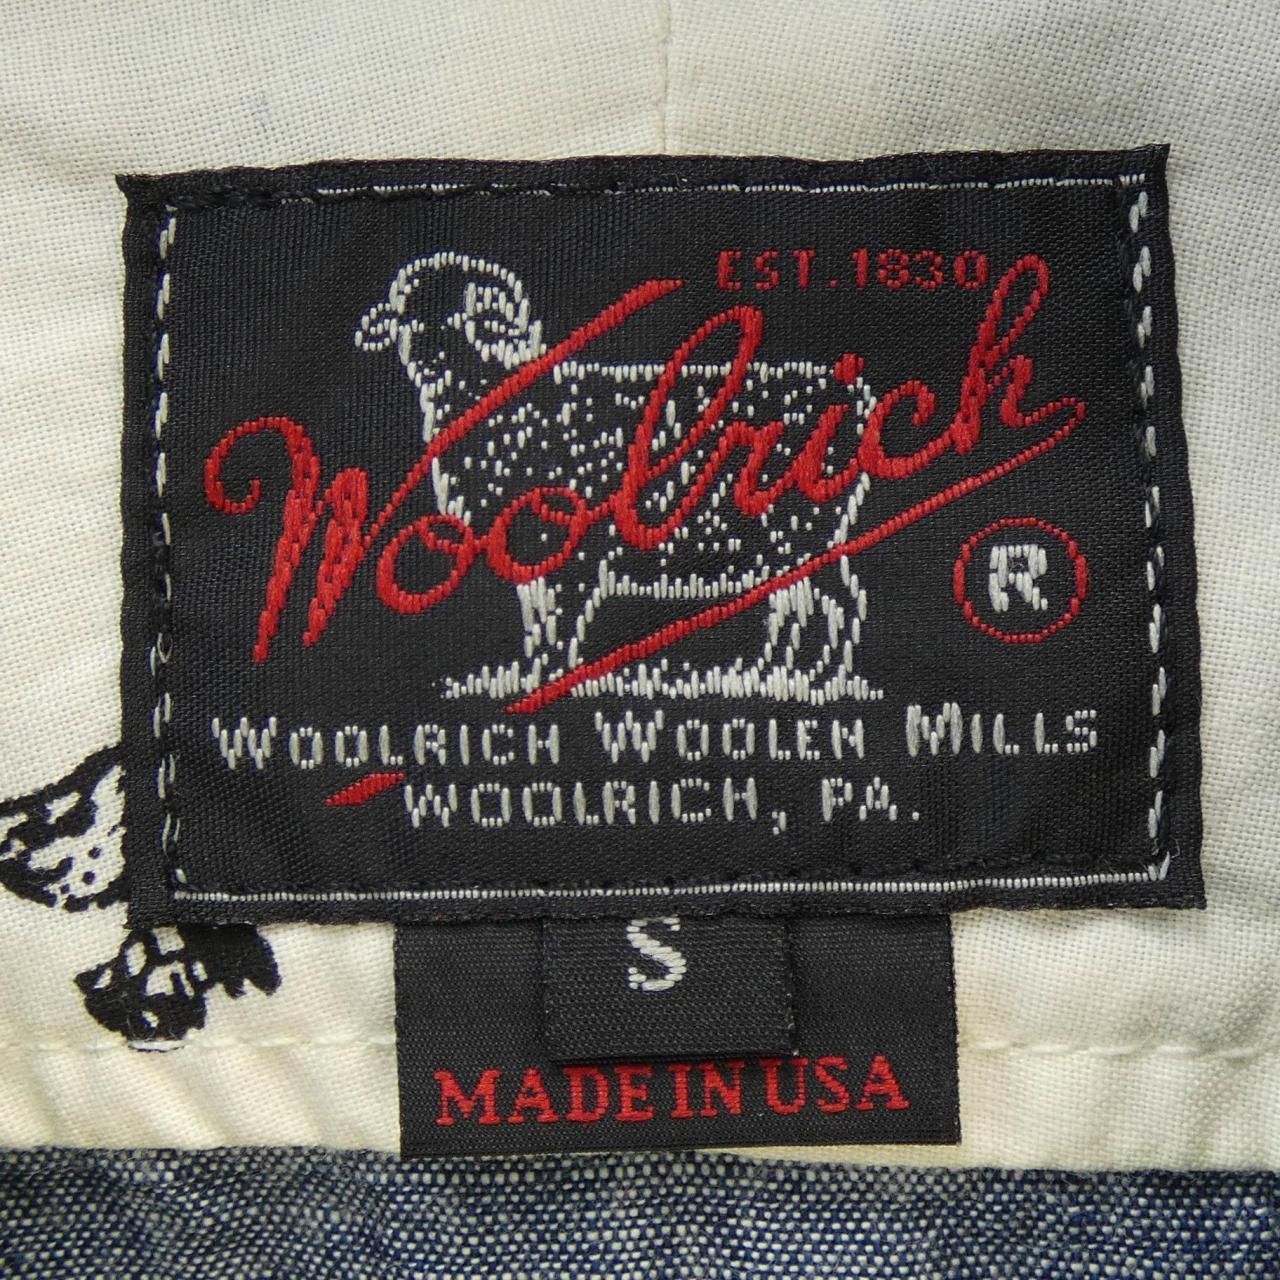 EST. 1830
Woolrich
R
WOOLRICH WOOLEN MILLS
WOOLRICH, PA.
S
MADE IN USA